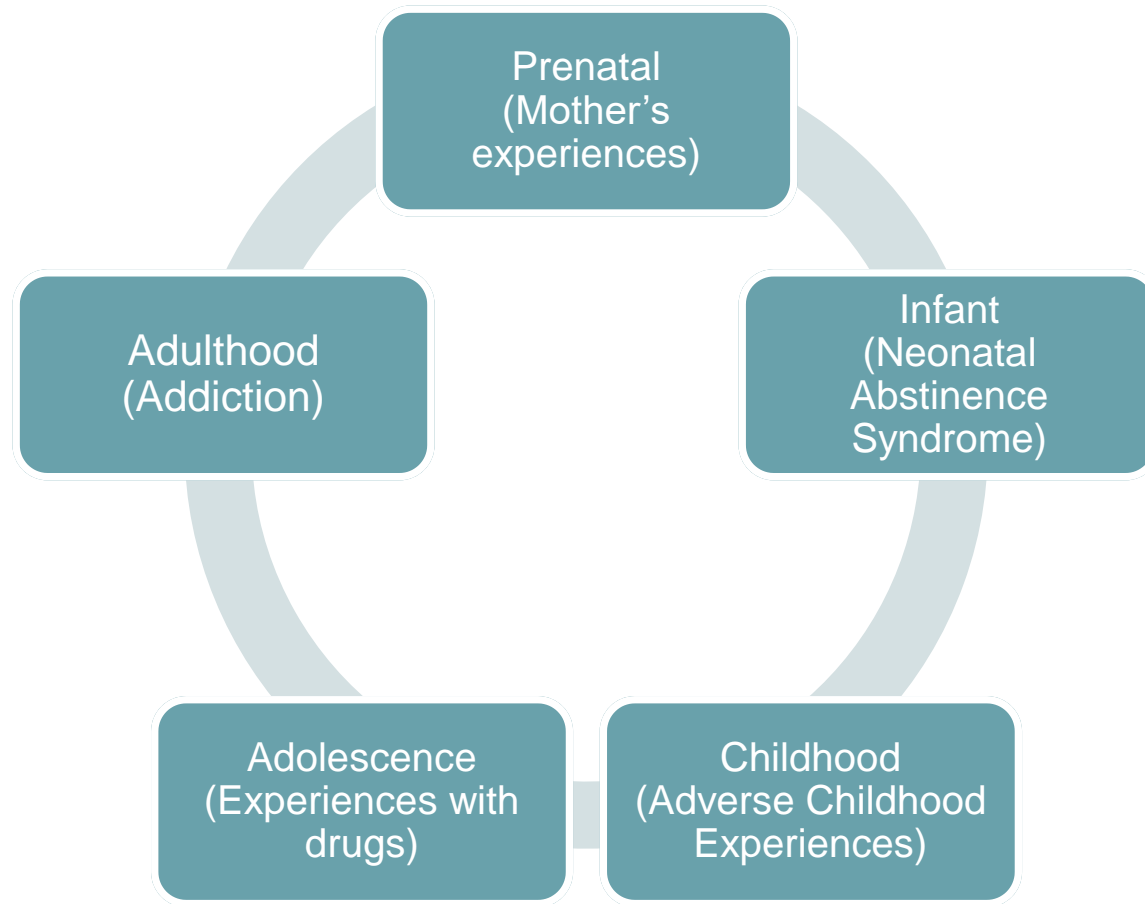 Prenatal
(Mother’s
experiences)
Infant
(Neonatal
Abstinence
Syndrome)
Childhood
(Adverse Childhood
Experiences)
Adolescence
(Experiences with
drugs)
Adulthood
(Addiction)